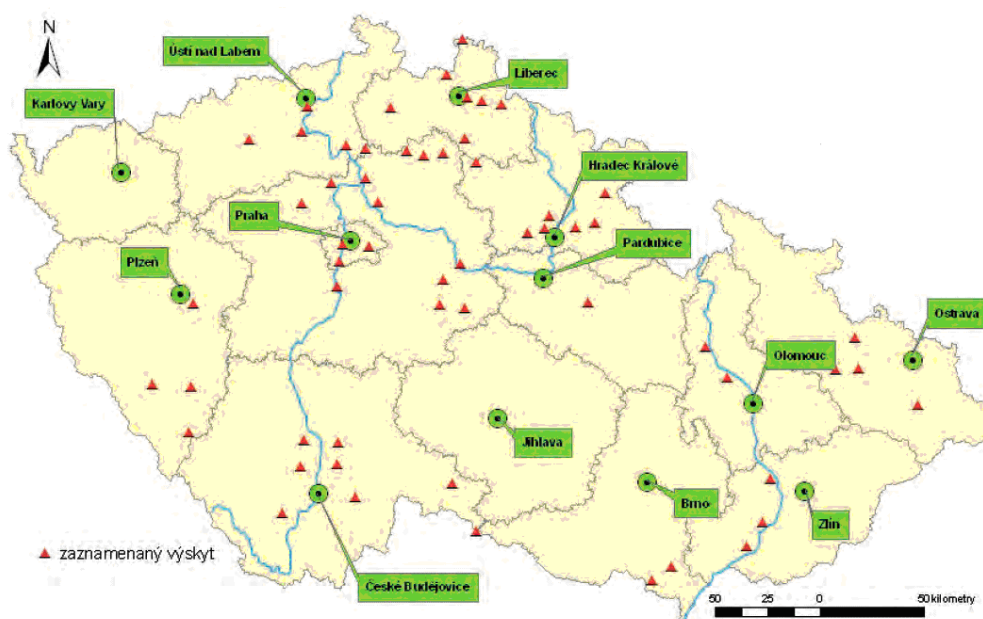 N
Ústí nad Labem
Liberec
Karlovy Vary
Hradec Králové
Praha
Pardubice
Plzeň
Ostrava
Olomouc
Jihlava
Brno
Zlín
zaznamenaný výskyt
České Budějovice
50 25 0 50 kilometry